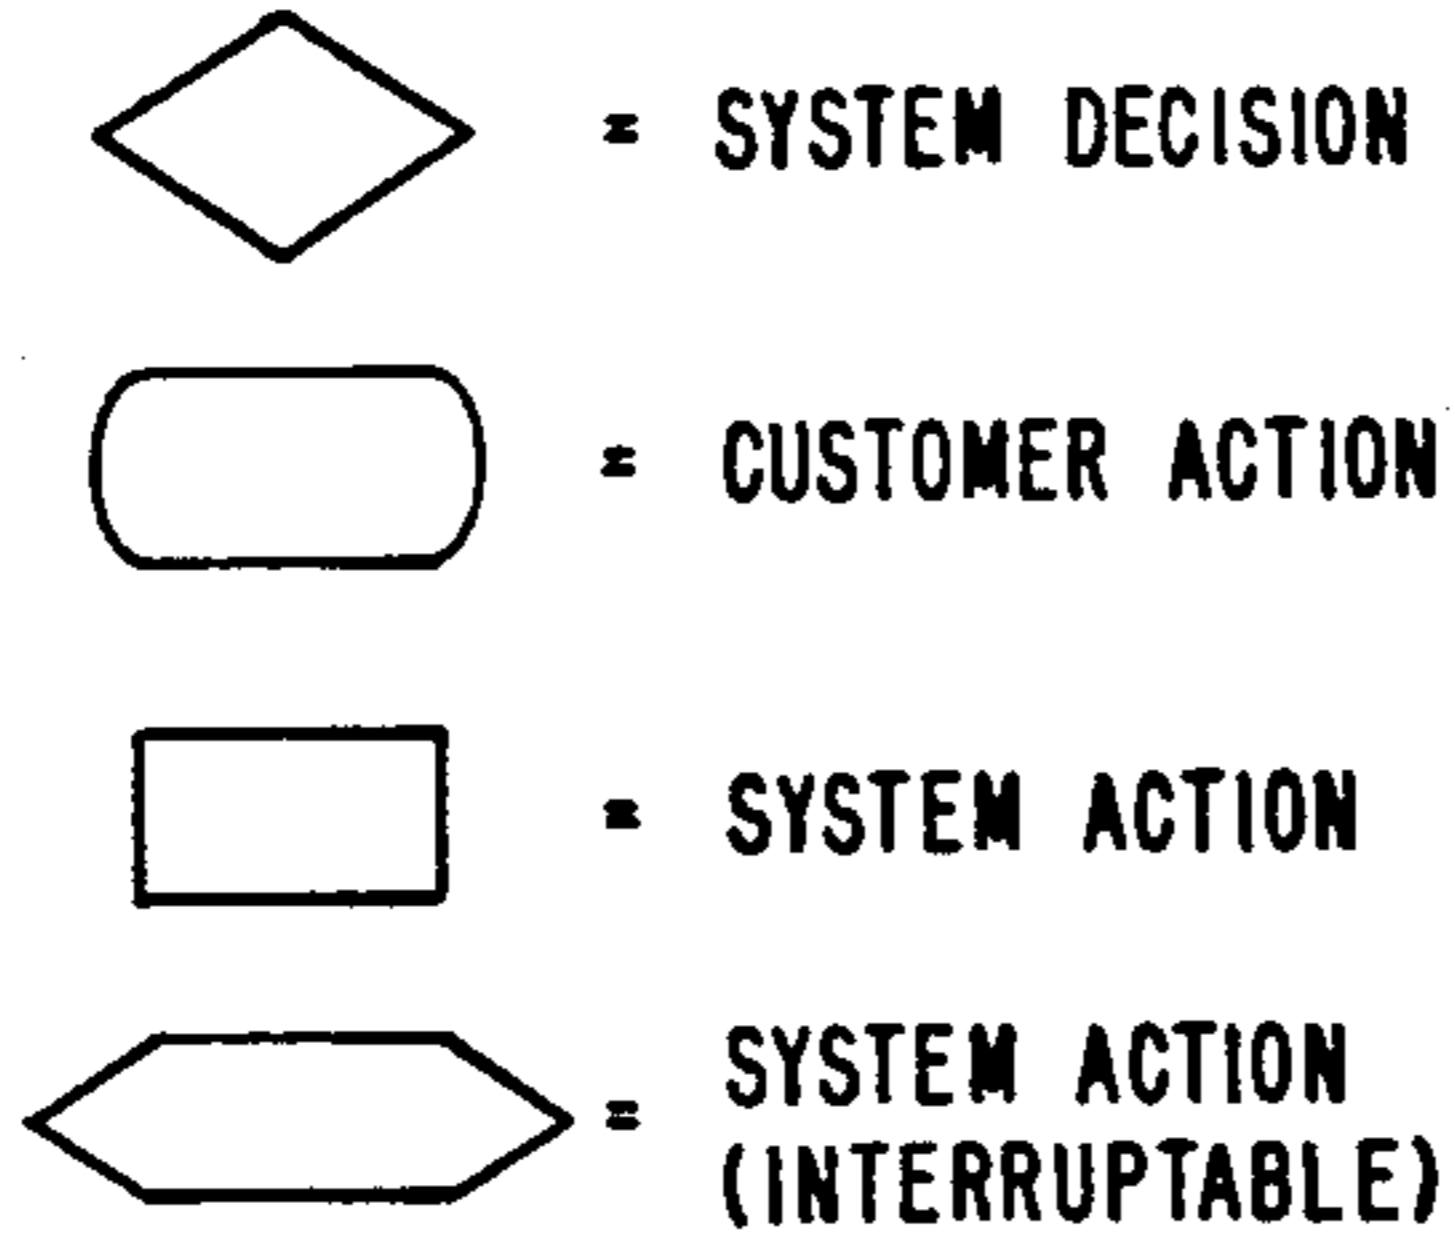 = SYSTEM DECISION
= CUSTOMER ACTION
= SYSTEM ACTION
= SYSTEM ACTION
(INTERRUPTABLE)